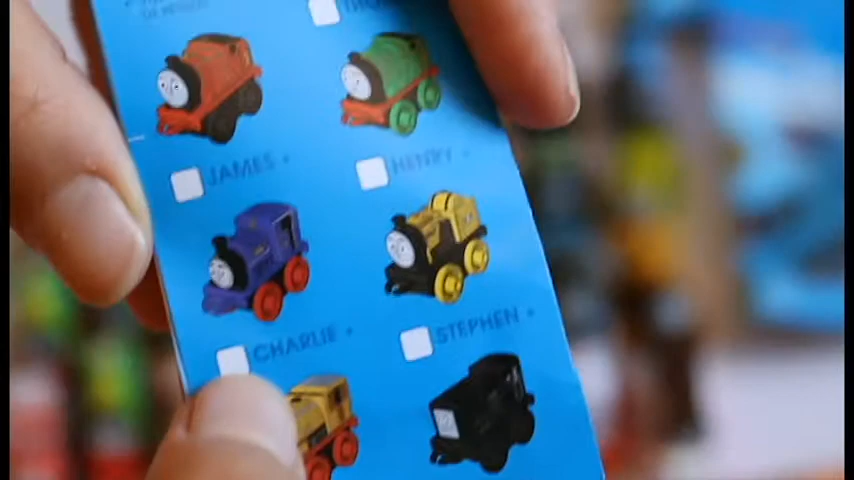 JAMES •
HENRY •
CHARLIE •
STEPHEN •